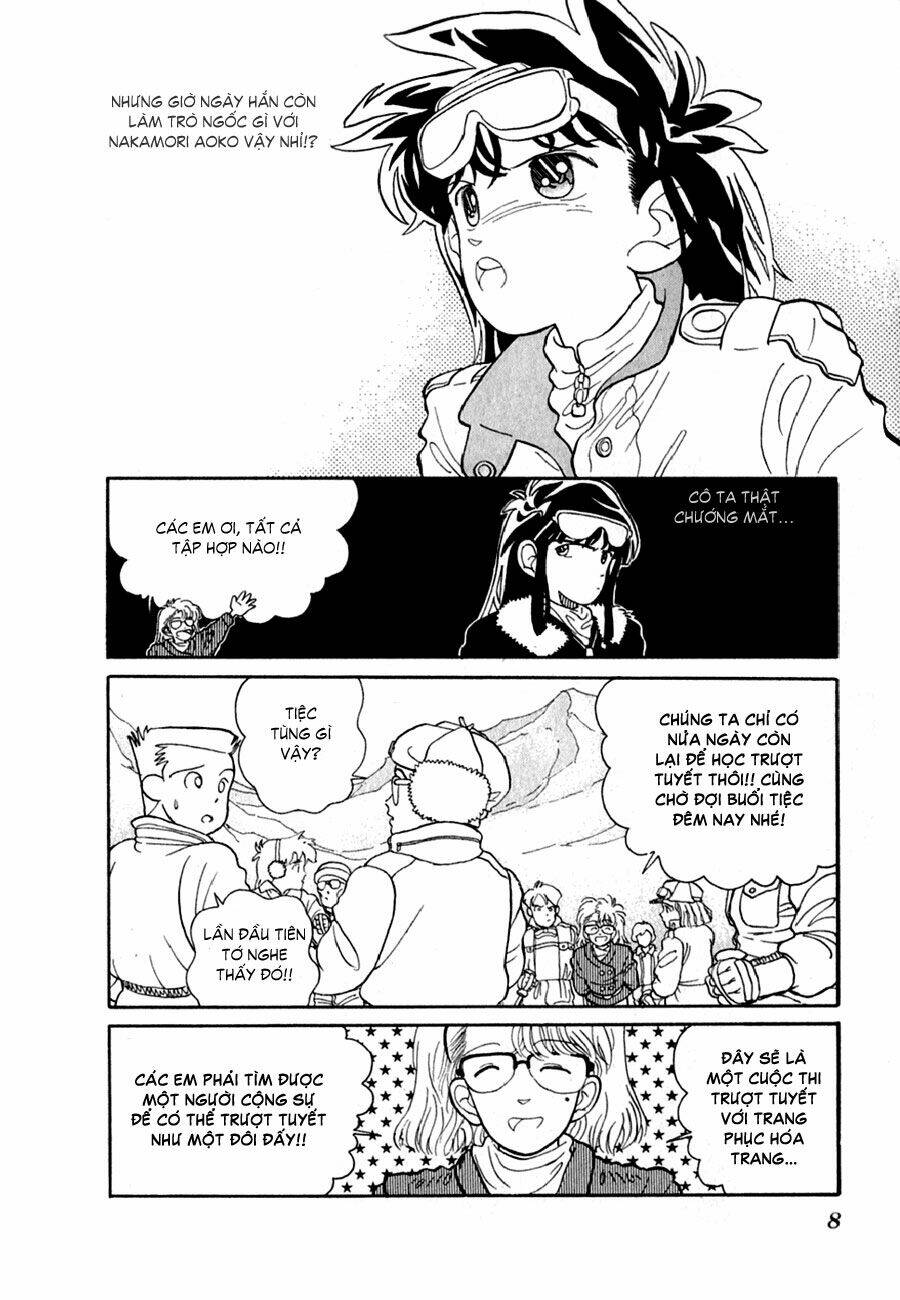 NHƯNG GIỜ NGÀY HẮN CÒN
LÀM TRÒ NGỐC GÌ VỚI
NAKAMORI AOKO VẬY NHỈ!?
CÔ TA THẬT
CHƯỚNG MẮT...
CÁC EM ƠI, TẤT CẢ
TẬP HỢP NÀO!!
CHÚNG TA CHỈ CÓ
NỬA NGÀY CÒN
LẠI ĐỂ HỌC TRƯỢT
TUYẾT THÔI!! CÙNG
CHỜ ĐỢI BUỔI TIỆC
ĐÊM NAY NHÉ!
TIỆC
TÙNG GÌ
VẬY?
LẦN ĐẦU TIÊN
TỚ NGHE
THẤY ĐÓ!!
ĐÂY SẼ LÀ
MỘT CUỘC THI
TRƯỢT TUYẾT
VỚI TRANG
PHỤC HÓA
TRANG...
CÁC EM PHẢI TÌM ĐƯỢC
MỘT NGƯỜI CỘNG SỰ
ĐỂ CÓ THỂ TRƯỢT TUYẾT
NHƯ MỘT ĐÔI ĐẤY!!
8